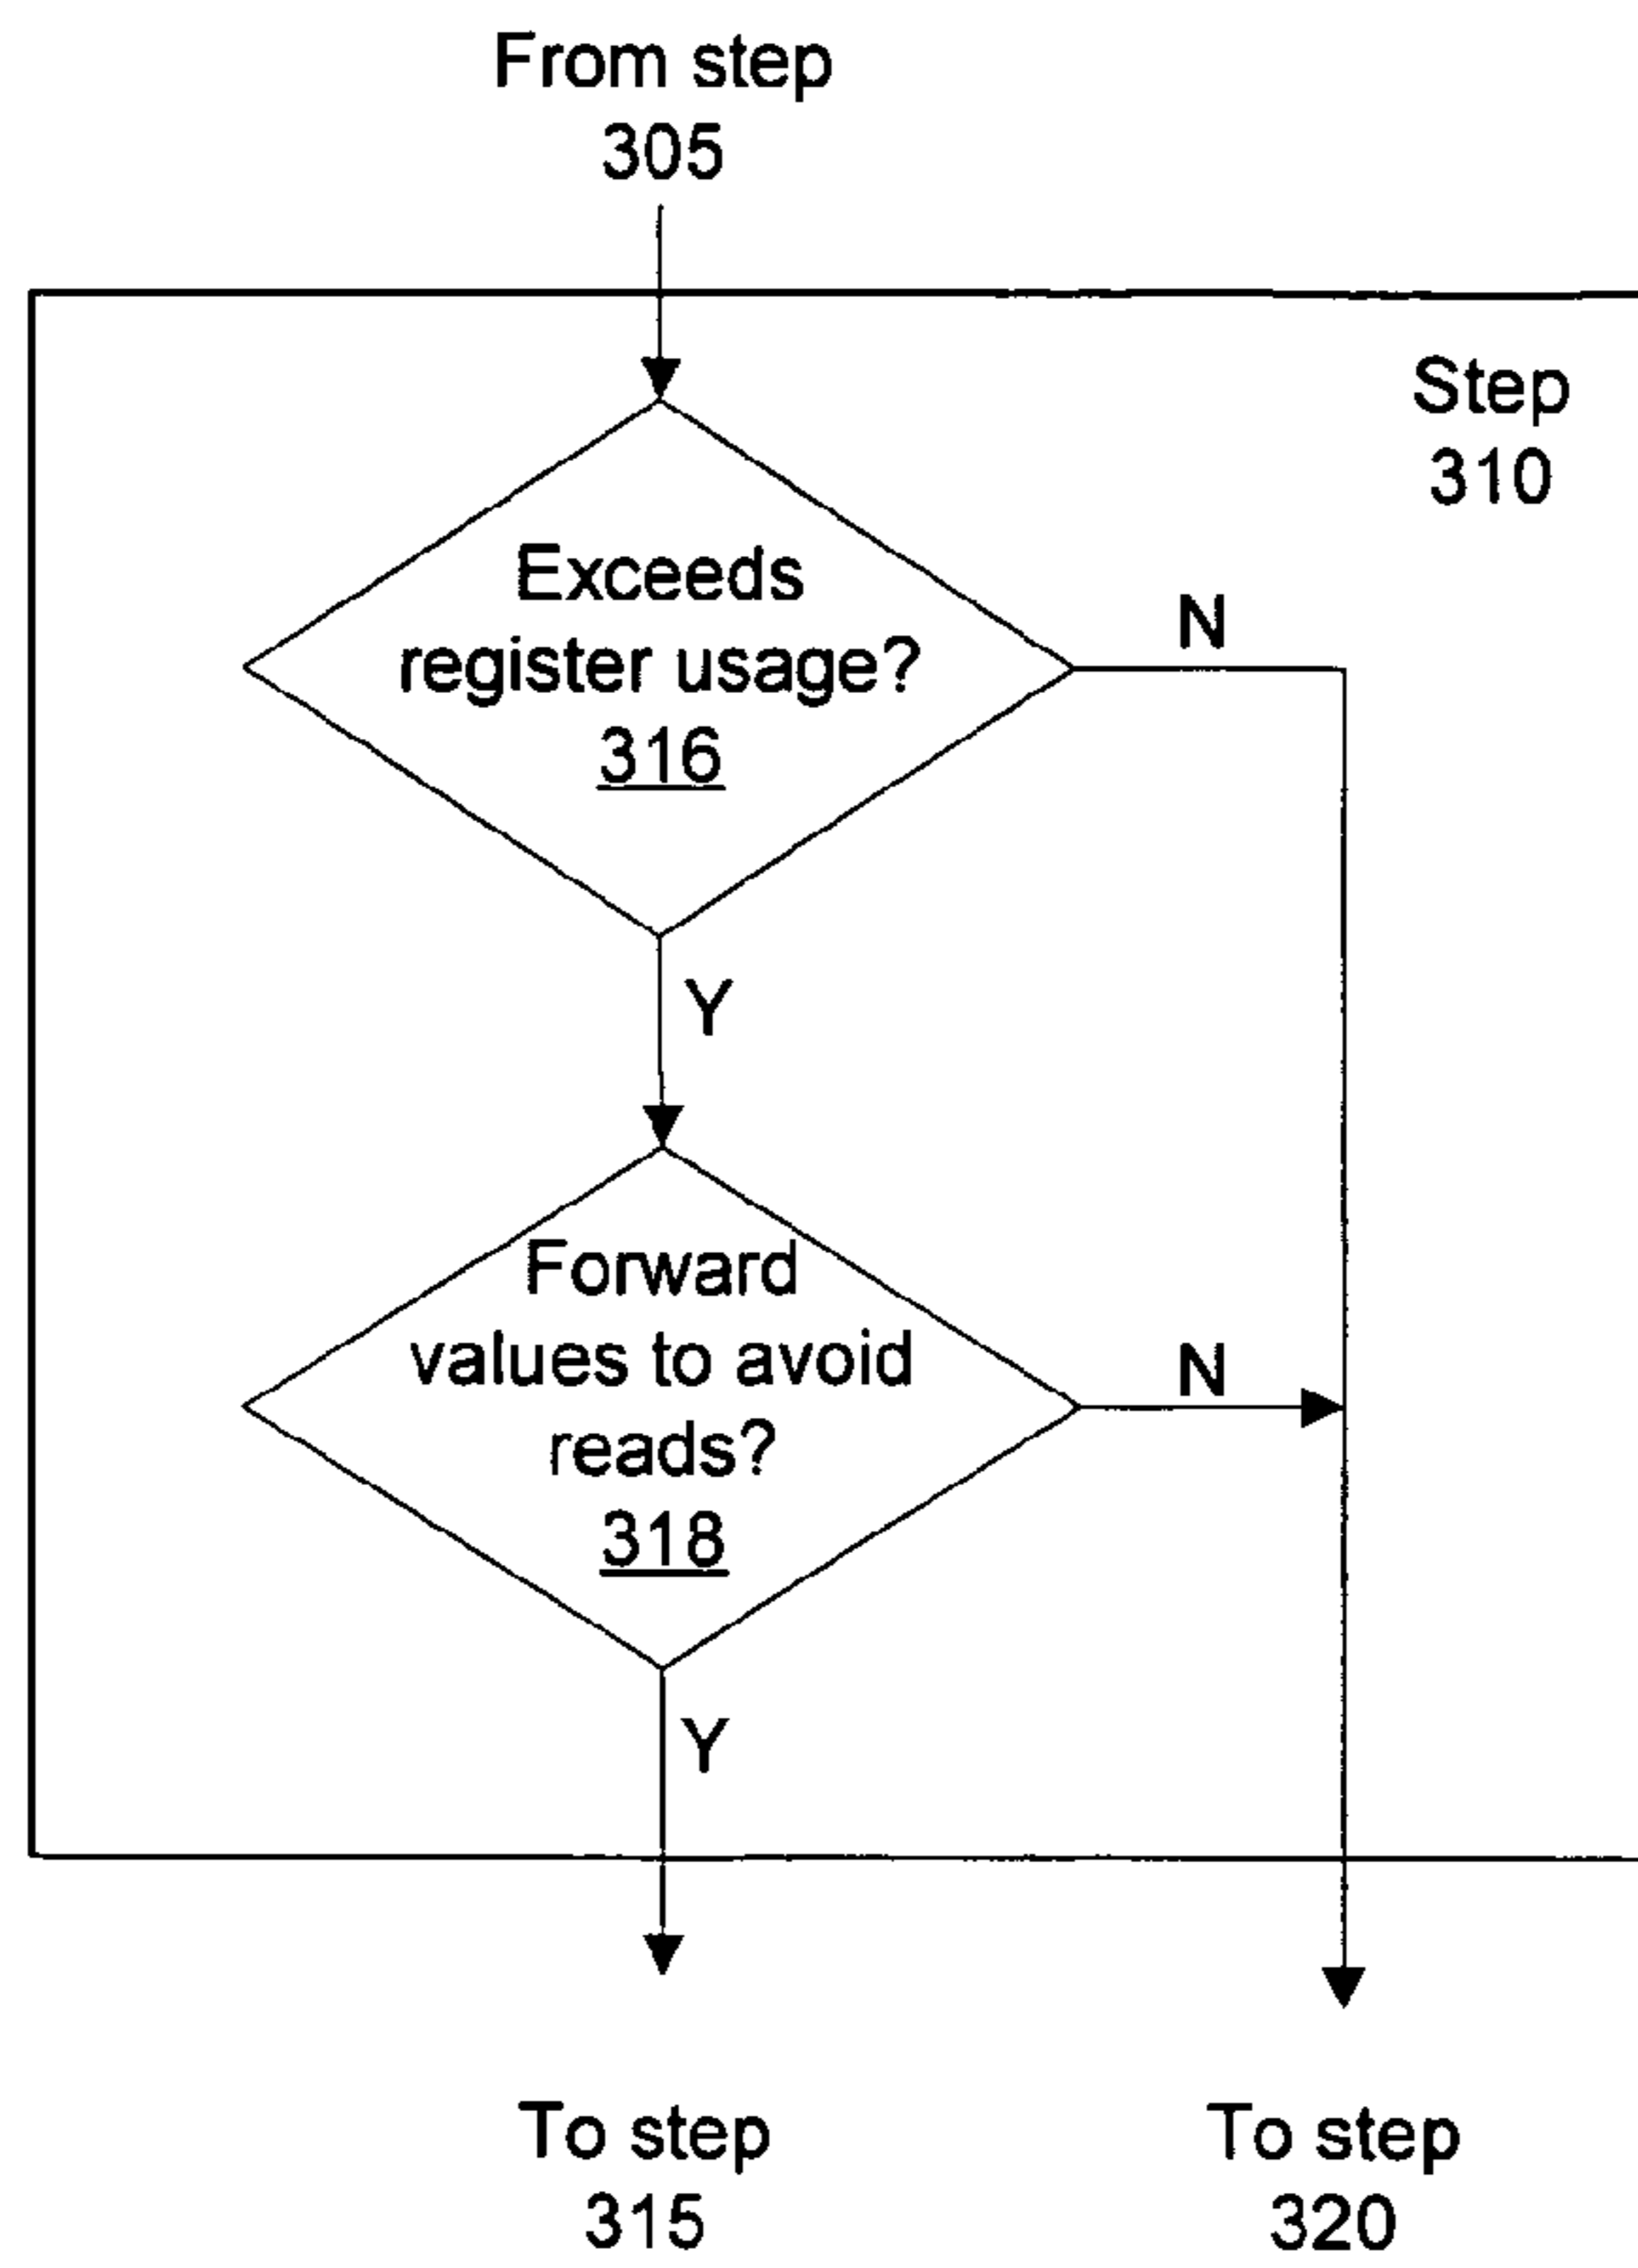 From step
305
Step
310
Exceeds
register usage?
316
N
Y
Forward
values to avoid
reads?
318
N
Y
To step
315
To step
320